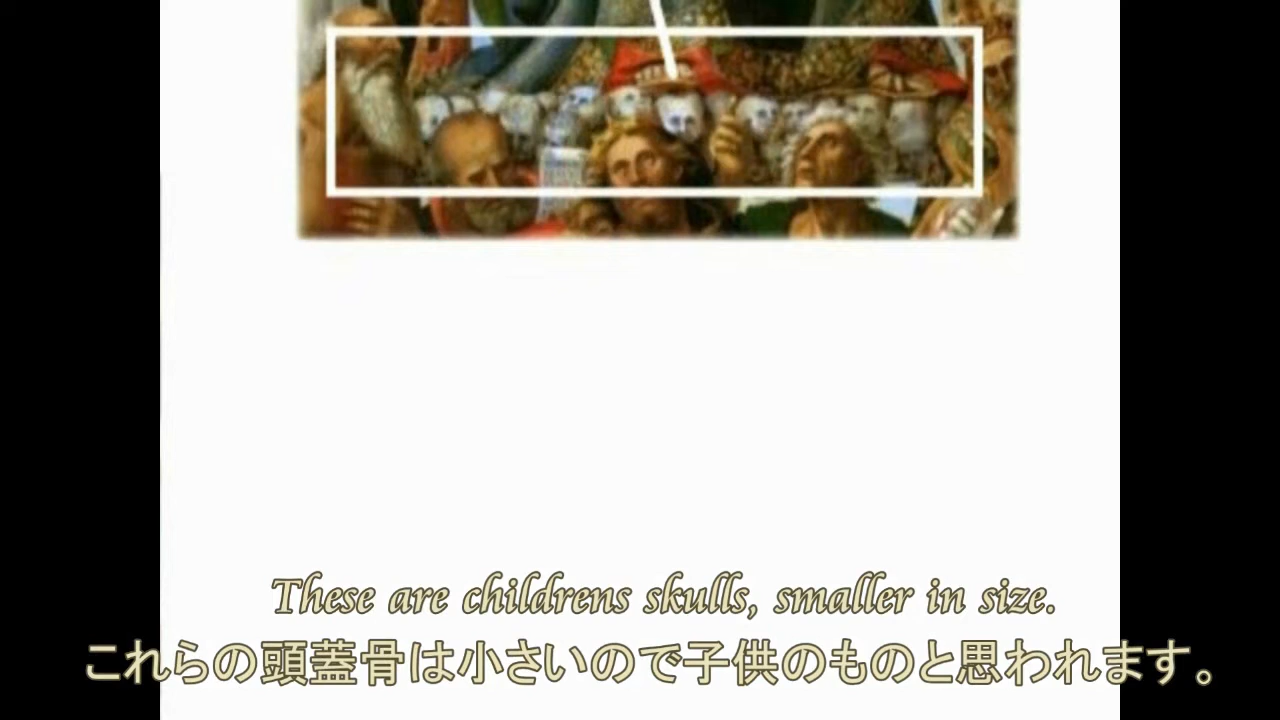 These are childrens skulls, smaller in size.
これらの頭蓋骨は小さいので子供のものと思われます。